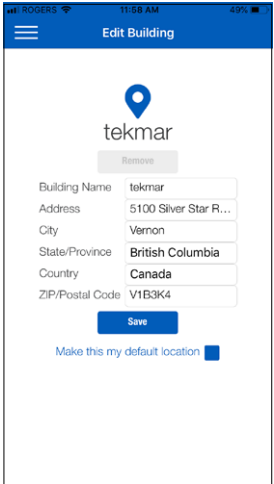 ROGERS 11:58 AM 49%
Edit Building
tekmar
Remove
Building Name tekmar
Address 5100 Silver Star R...
City Vernon
State/Province British Columbia
Country Canada
ZIP/Postal Code V1B3K4
Save
Make this my default location